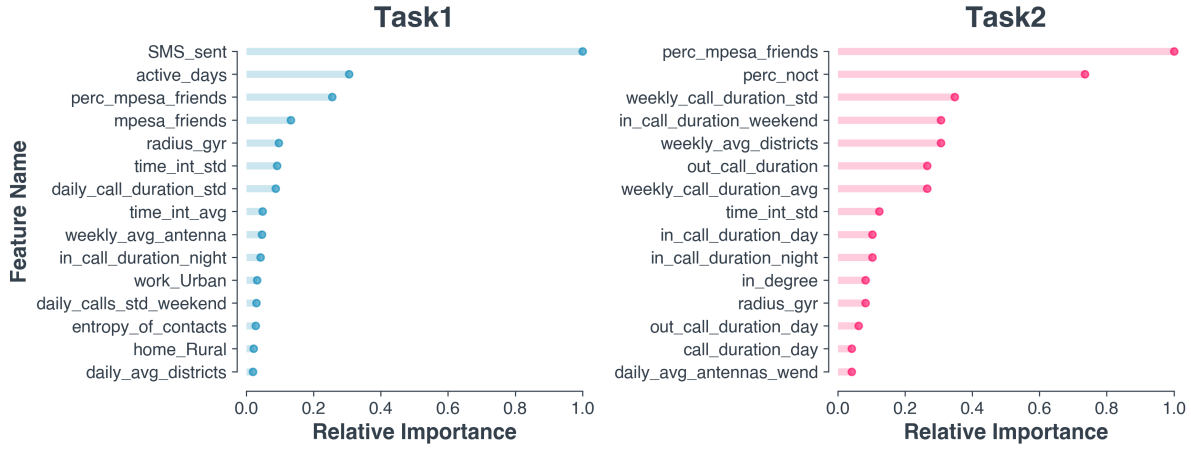 Task1
Feature Name
SMS_sent
active_days
perc_mpesa_friends
mpesa_friends
radius_gyr
time_int_std
daily_call_duration_std
time_int_avg
weekly_avg_antenna
in_call_duration_night
work_Urban
daily_calls_std_weekend
entropy_of_contacts
home_Rural
daily_avg_districts
0.0 0.2 0.4 0.6 0.8 1.0
Relative Importance
Task2
perc_mpesa_friends
perc_noct
weekly_call_duration_std
in_call_duration_weekend
weekly_avg_districts
out_call_duration
weekly_call_duration_avg
time_int_std
in_call_duration_day
in_call_duration_night
in_degree
radius_gyr
out_call_duration_day
call_duration_day
daily_avg_antennas_wend
0.0 0.2 0.4 0.6 0.8 1.0
Relative Importance